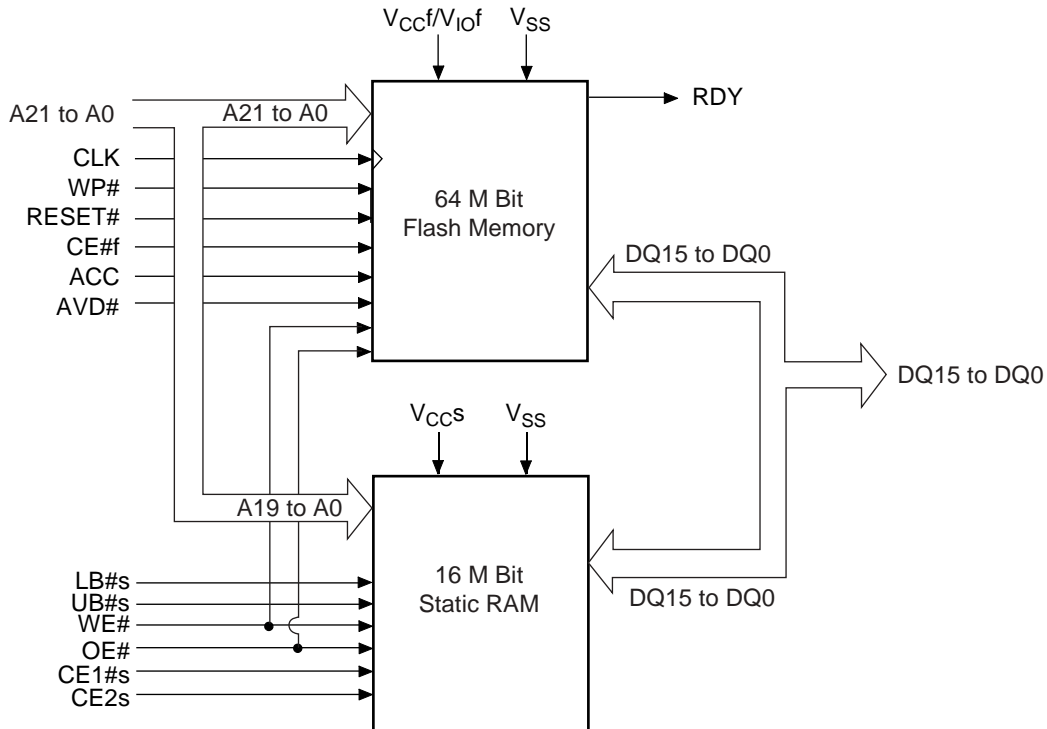 VCCf/VIOf
VSS
A21 to A0
A21 to A0
RDY
CLK
WP#
RESET#
CE#f
ACC
AVD#
64 M Bit
Flash Memory
DQ15 to DQ0
DQ15 to DQ0
VCCs
VSS
A19 to A0
LB#s
UB#s
WE#
OE#
CE1#s
CE2s
16 M Bit
Static RAM
DQ15 to DQ0